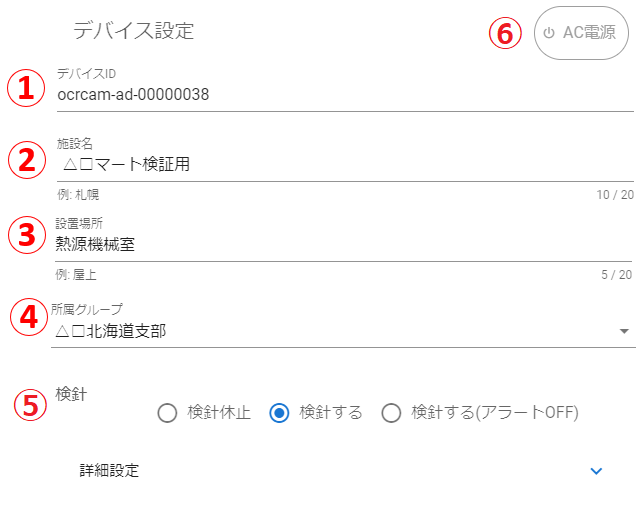 デバイス設定
⑥ AC電源
① デバイスID
ocrcam-ad-00000038
② 施設名
△□マート検証用
例: 札幌 10 / 20
③ 設置場所
熱源機械室
例: 屋上 5 / 20
④ 所属グループ
△□北海道支部
⑤ 検針
検針休止 検針する 検針する(アラートOFF)
詳細設定